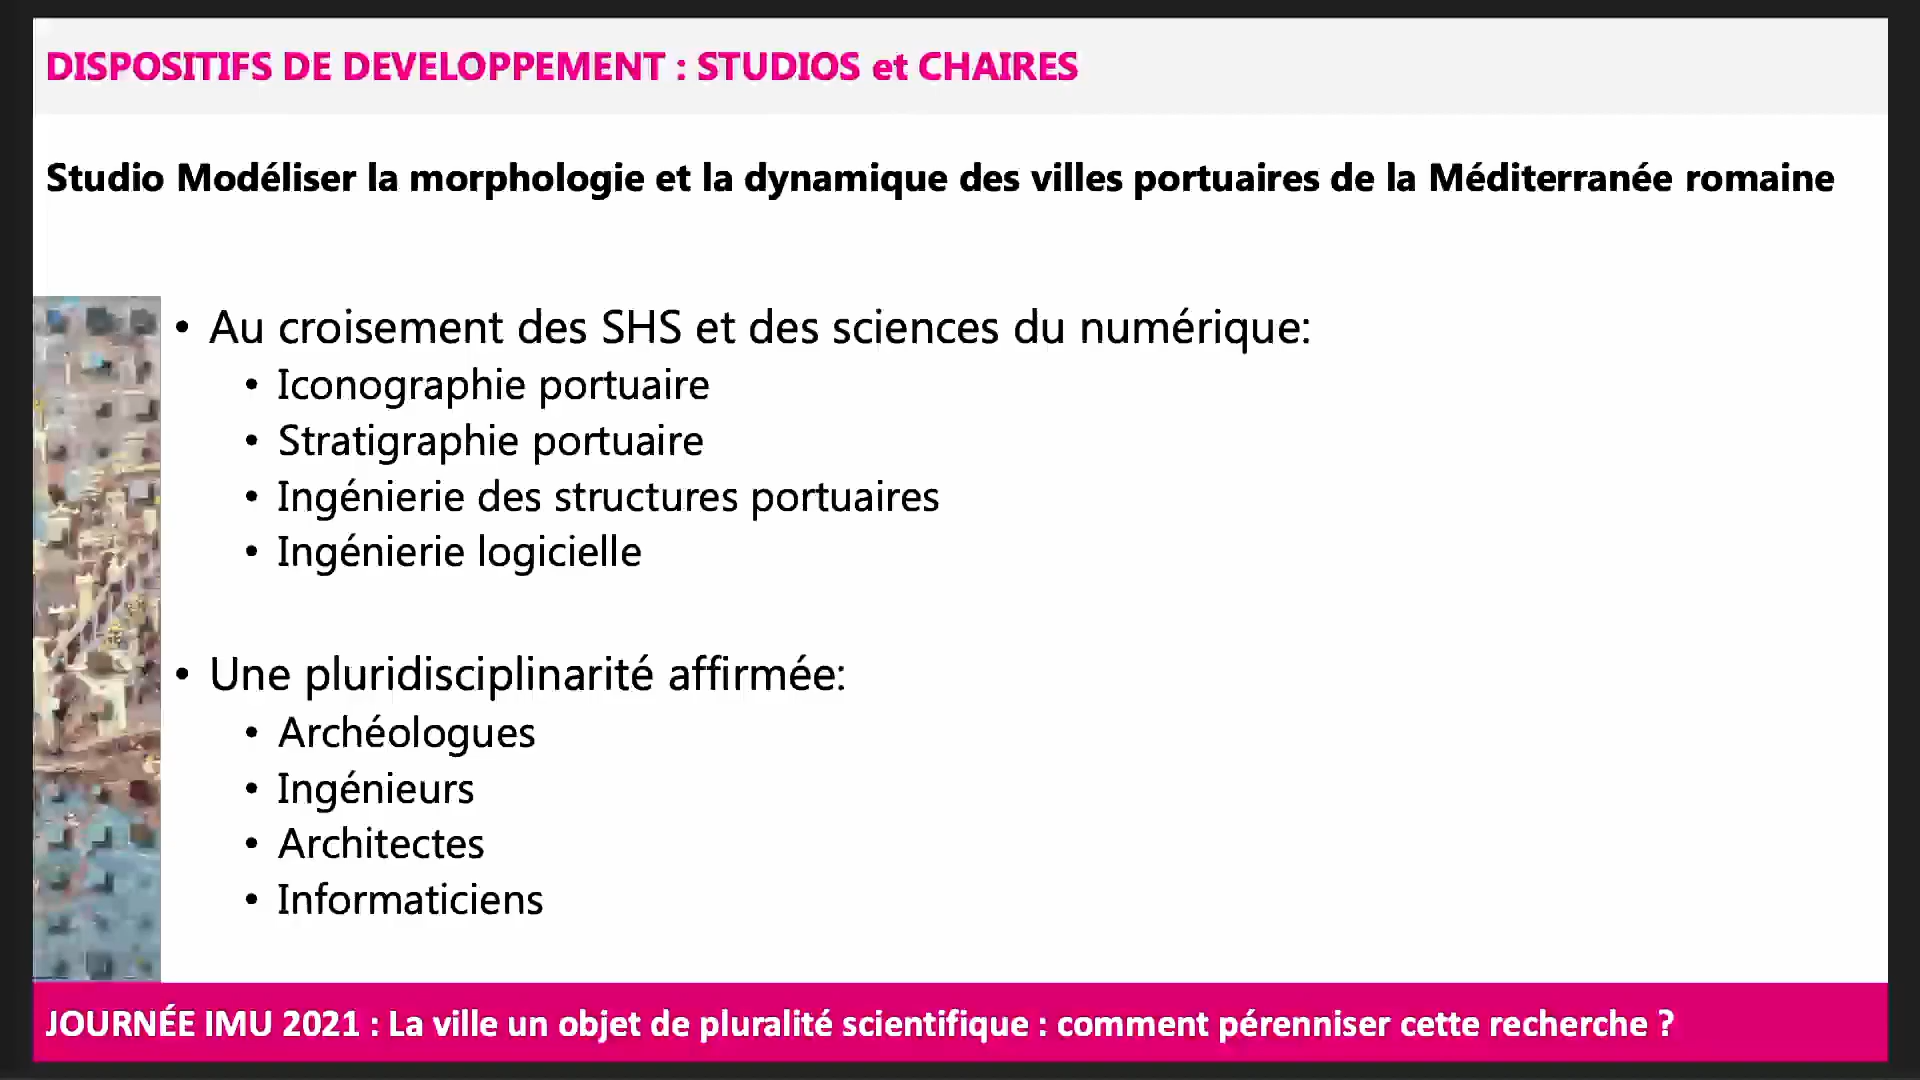 DISPOSITIFS DE DEVELOPPEMENT : STUDIOS et CHAIRES
Studio Modéliser la morphologie et la dynamique des villes portuaires de la Méditerranée romaine
• Au croisement des SHS et des sciences du numérique:
• Iconographie portuaire
• Stratigraphie portuaire
• Ingénierie des structures portuaires
• Ingénierie logicielle
• Une pluridisciplinarité affirmée:
• Archéologues
• Ingénieurs
• Architectes
• Informaticiens
JOURNÉE IMU 2021 : La ville un objet de pluralité scientifique : comment pérenniser cette recherche ?